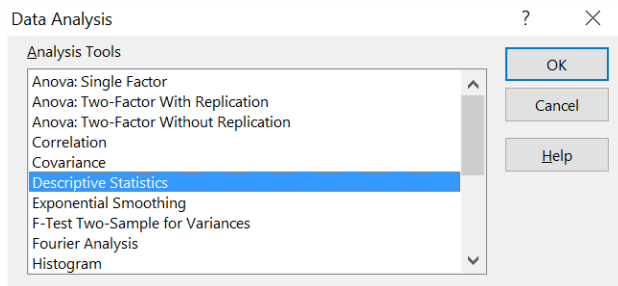 Data Analysis
?
Analysis Tools
Anova: Single Factor
Anova: Two-Factor With Replication
Anova: Two-Factor Without Replication
Correlation
Covariance
Descriptive Statistics
Exponential Smoothing
F-Test Two-Sample for Variances
Fourier Analysis
Histogram
OK
Cancel
Help